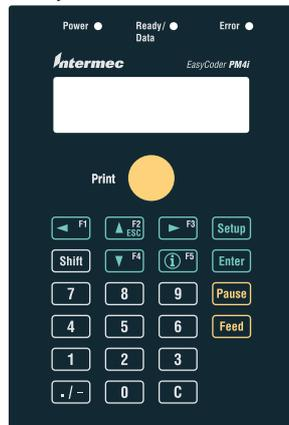 Power Ready/ Error
Data
Intermec EasyCoder PM4i
Print
F1 F2 ESC F3 Setup
Shift F4 i F5 Enter
7 8 9 Pause
4 5 6 Feed
1 2 3
./- 0 C